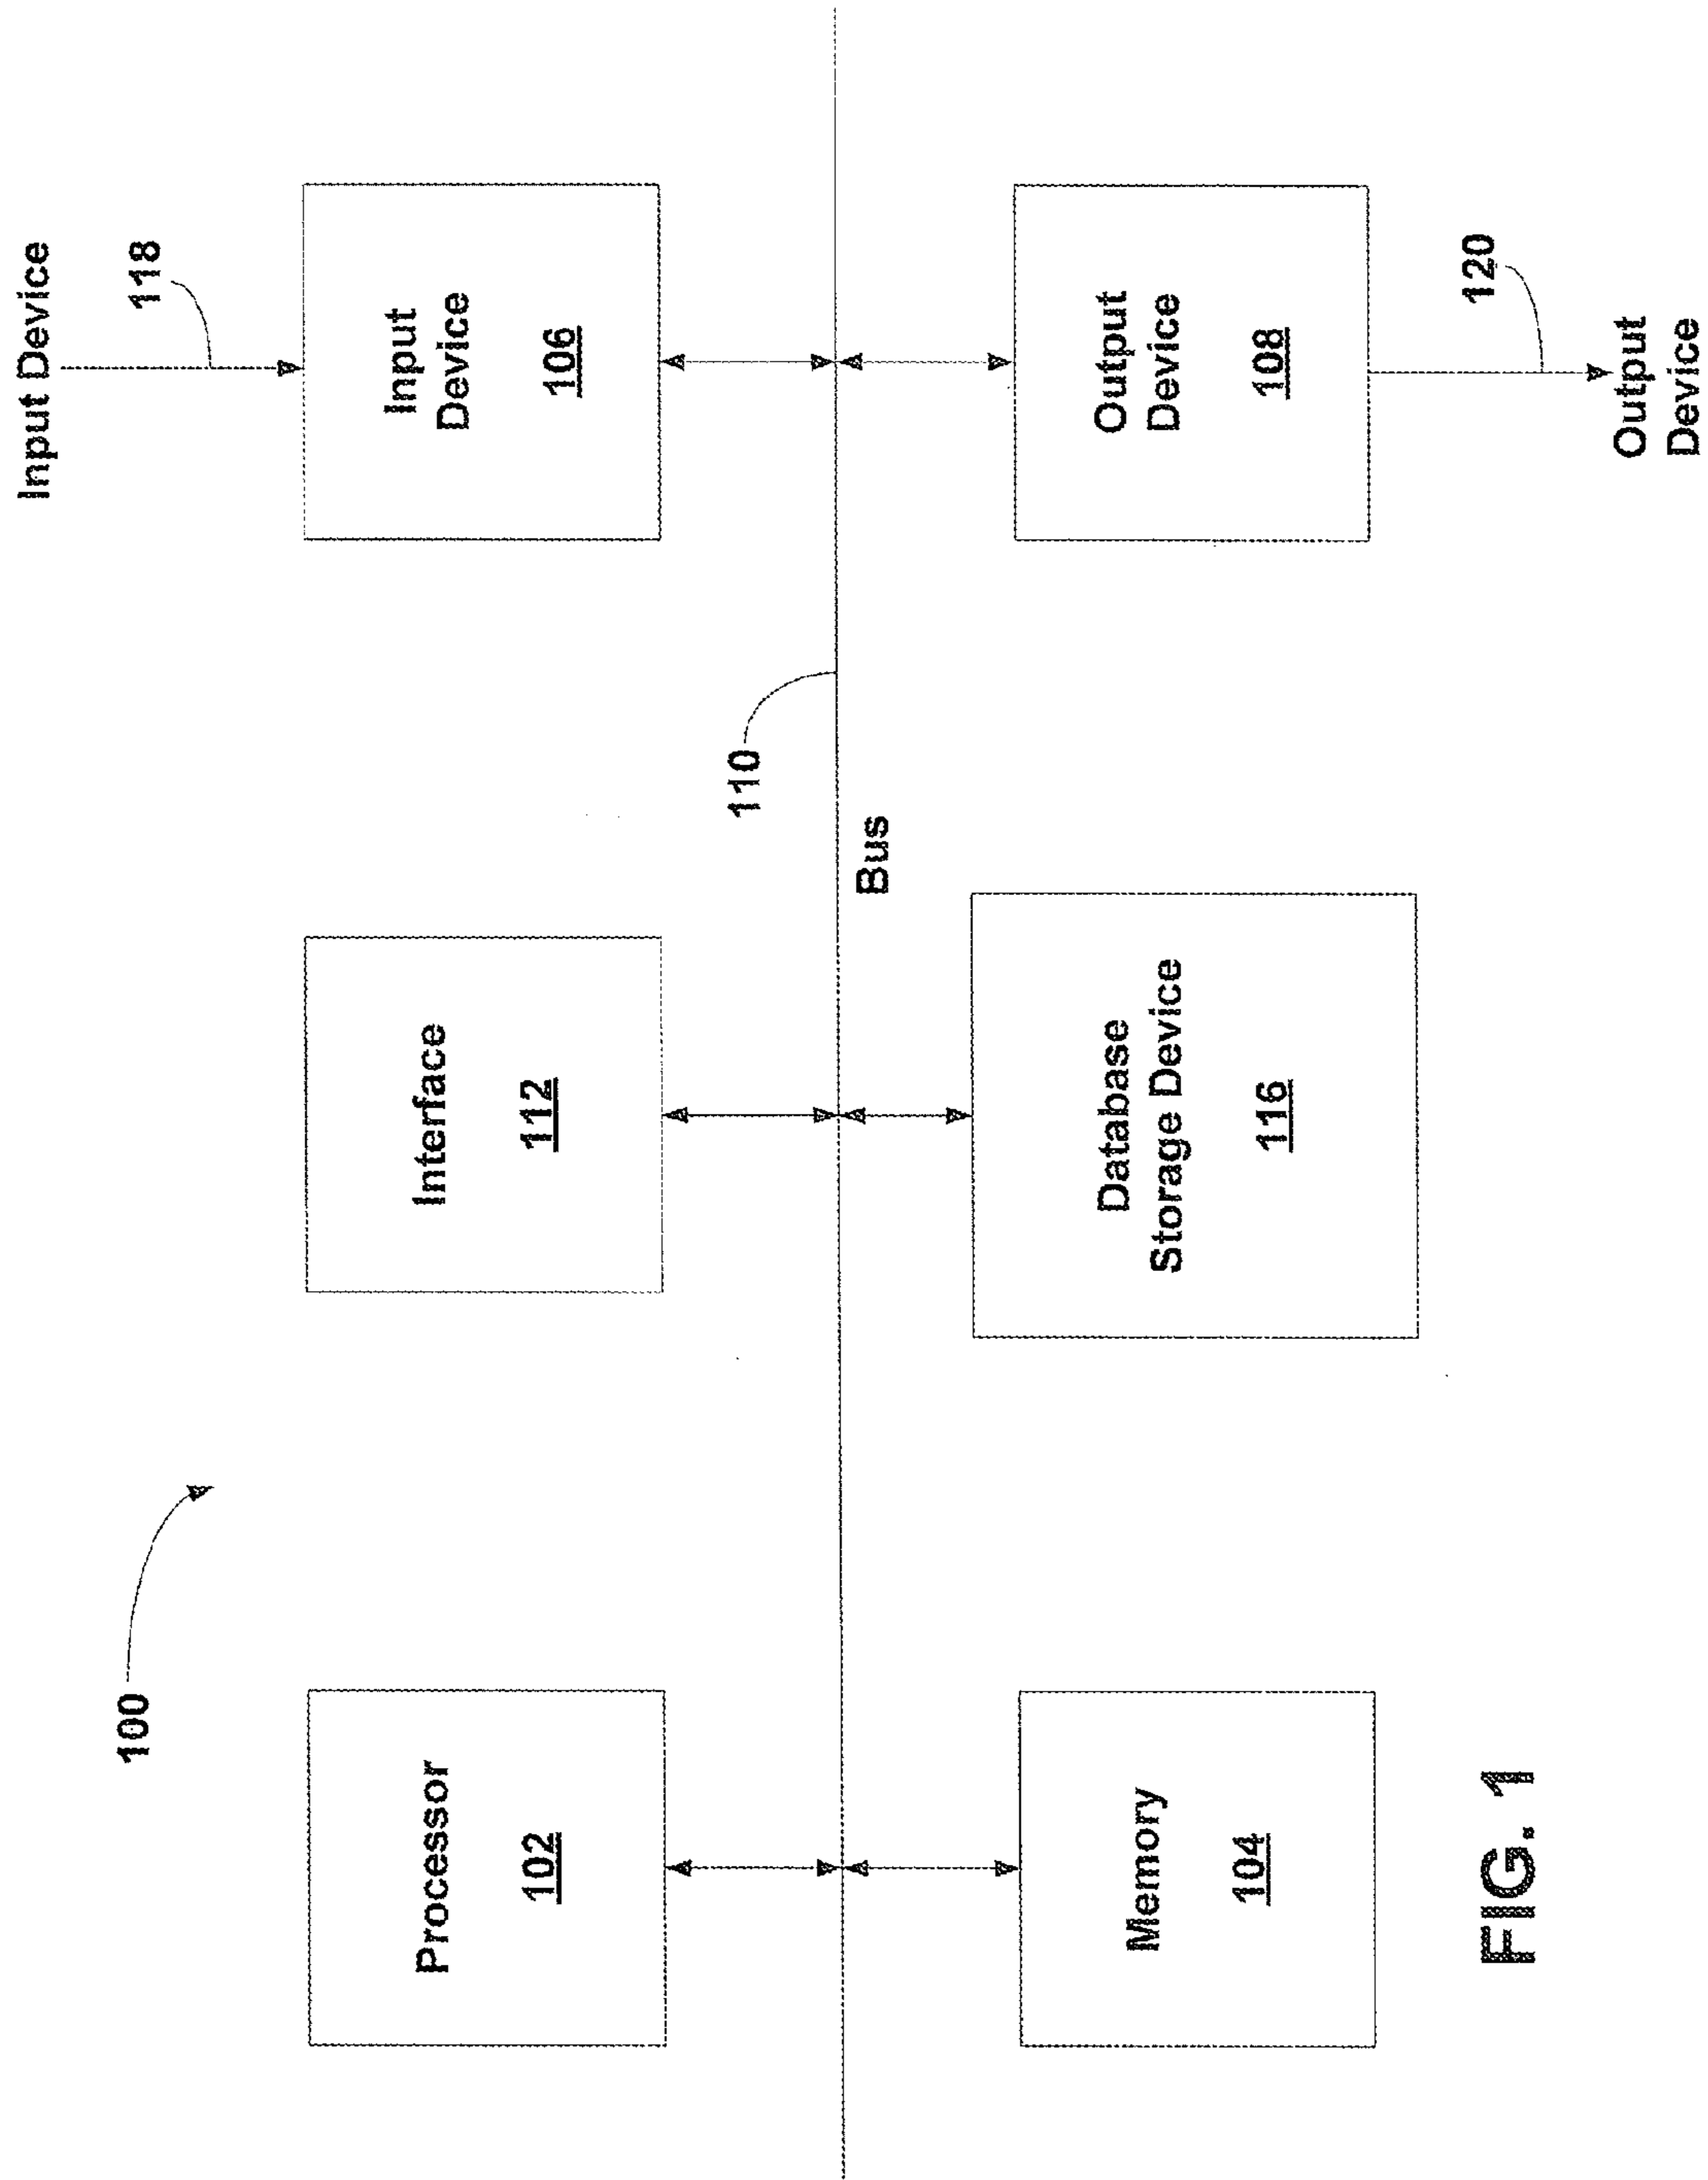 100
Input Device
118
Processor
102
Interface
112
Input
Device
106
110
Bus
Memory
104
Database
Storage Device
116
Output
Device
108
120
Output
Device
FIG. 1